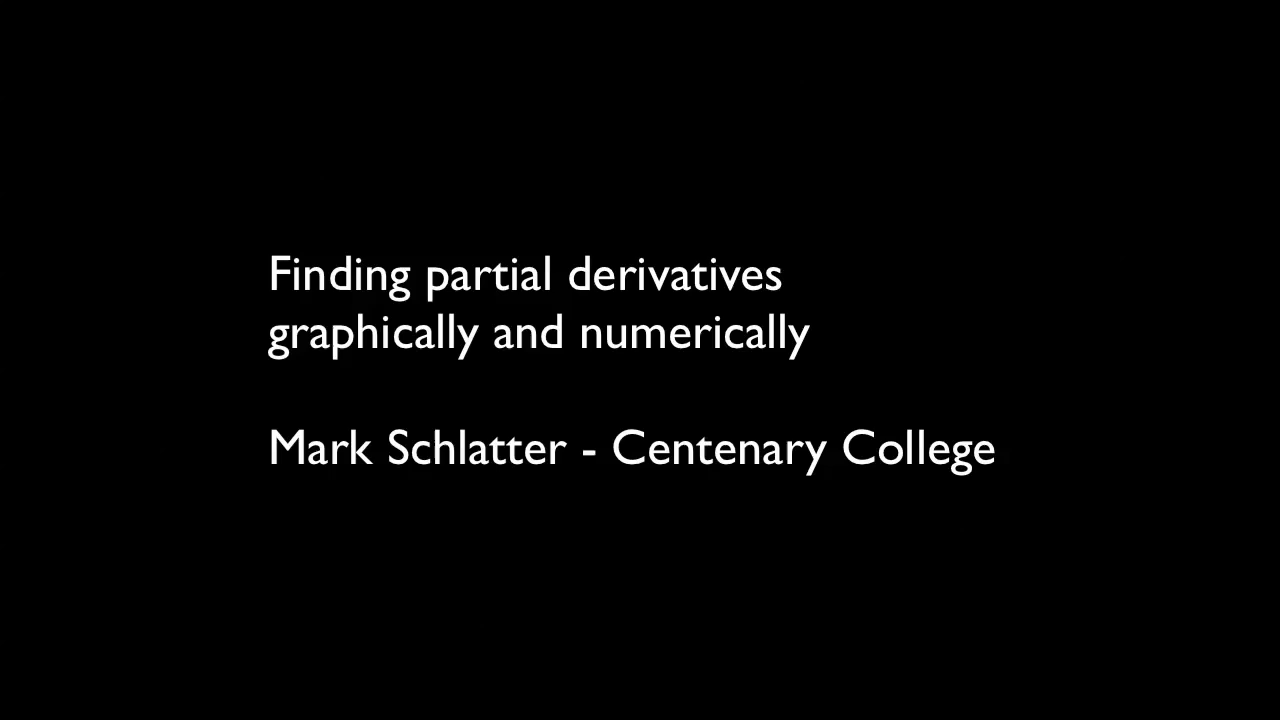 Finding partial derivatives
graphically and numerically
Mark Schlatter - Centenary College